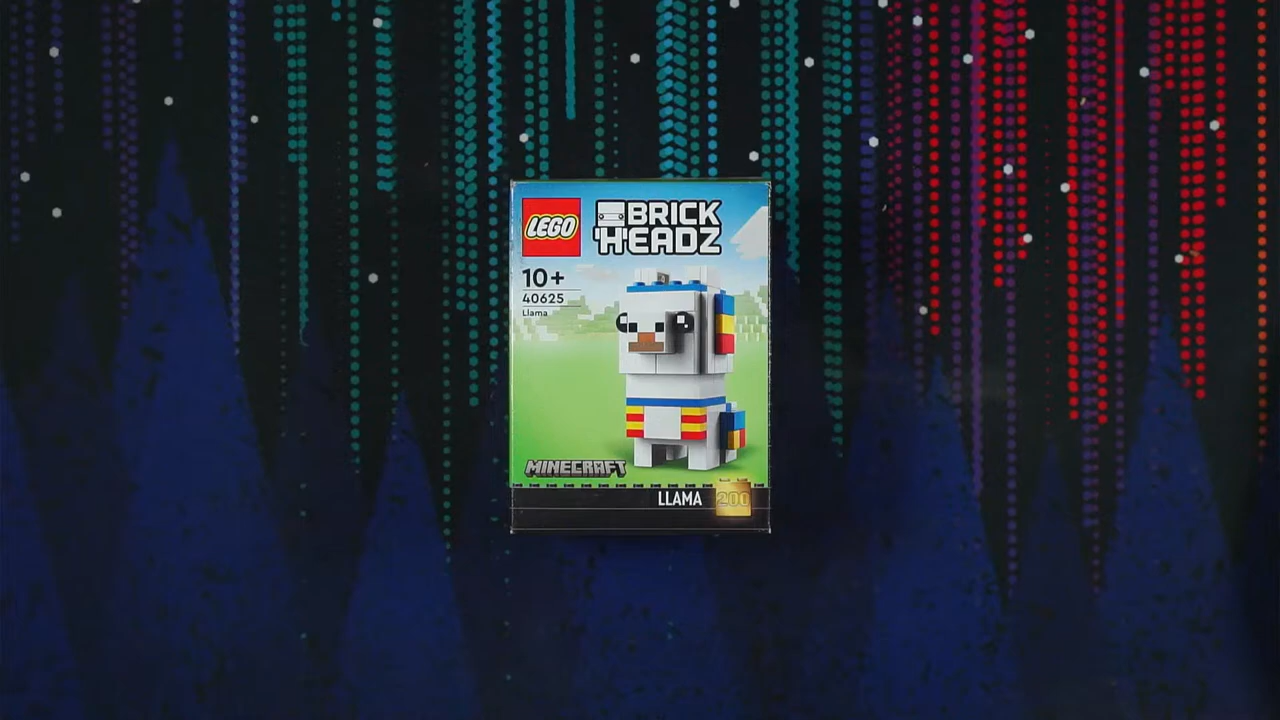 LEGO
BRICK
HEADZ
10+
40625
Llama
MINECRAFT
LLAMA
200